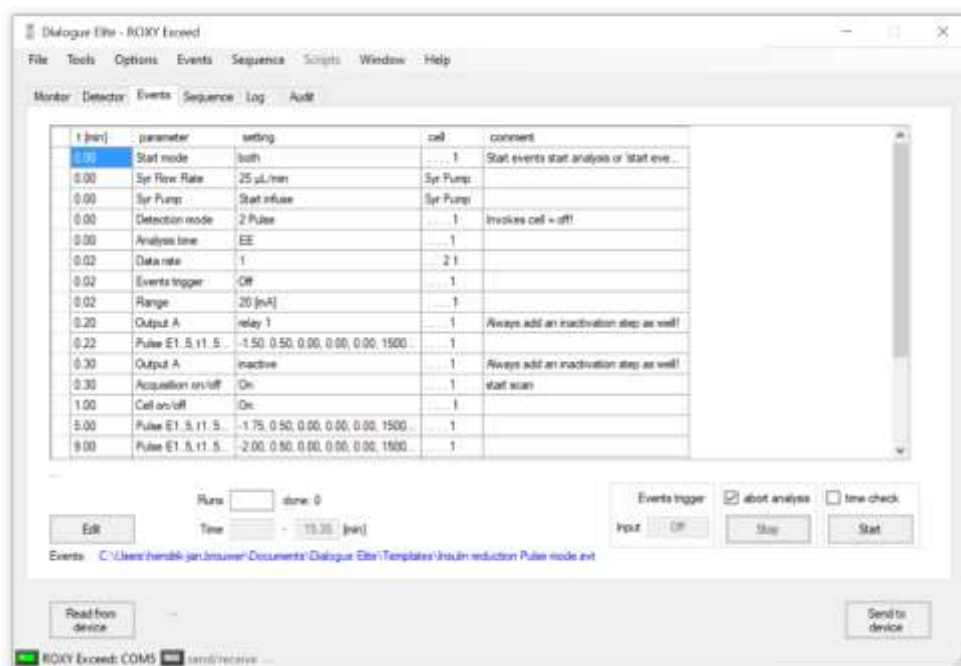 Dialogue Elite - ROXY Exceed
File Tools Options Events Sequence Scripts Window Help
Monitor Detector Events Sequence Log Audit
t [min] parameter setting cell comment
0.00 Start mode both . . . . 1 Start events start analysis or 'start eve...
0.00 Syr Flow Rate 25 µL/min Syr Pump
0.00 Syr Pump Start infuse Syr Pump
0.00 Detection mode 2 Pulse . . . . 1 Invokes cell = off!
0.00 Analysis time EE . . . . 1
0.02 Data rate 1 2 1
0.02 Events trigger Off . . . . 1
0.02 Range 20 [mA] . . . . 1
0.20 Output A relay 1 . . . . 1 Always add an inactivation step as well!
0.22 Pulse E1..5, t1..5... -1.50, 0.50, 0.00, 0.00, 0.00, 1500... 1
0.30 Output A inactive . . . . 1 Always add an inactivation step as well!
0.30 Acquisition on/off On . . . . 1 start scan
1.00 Cell on/off On . . . . 1
5.00 Pulse E1..5, t1..5... -1.75, 0.50, 0.00, 0.00, 0.00, 1500... . . . . 1
9.00 Pulse E1..5, t1..5... -2.00, 0.50, 0.00, 0.00, 0.00, 1500... . . . . 1
...
Runs done: 0 Events trigger abort analysis time check
Edit Time - 15.35 [min] Input Off Stop Start
Events: C:\Users\hendrik-jan.brouwer\Documents\Dialogue Elite\Templates\Insulin reduction Pulse mode.evt
Read from device ... Send to device
ROXY Exceed: COM5 send/receive ...